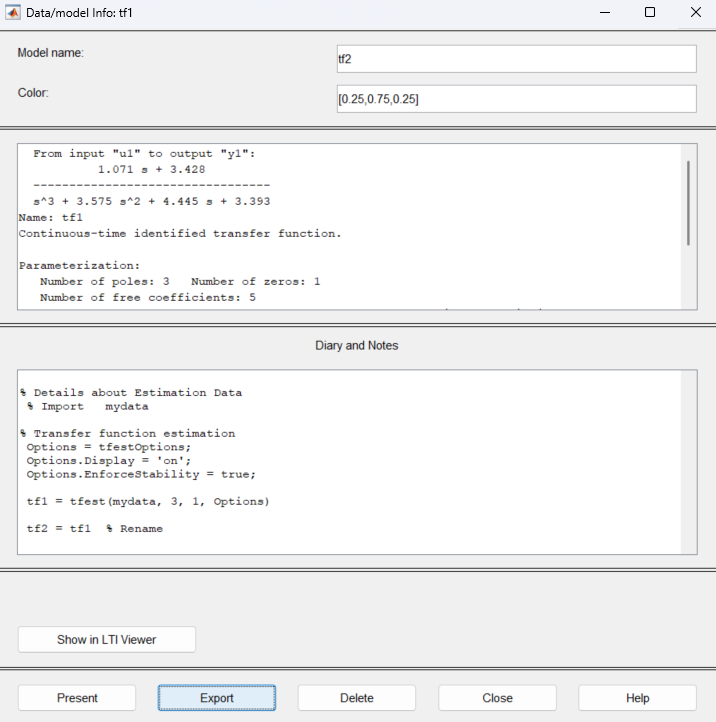 Data/model Info: tf1
Model name:
tf2
Color:
[0.25,0.75,0.25]
From input "u1" to output "y1":
1.071 s + 3.428
---------------------------------
s^3 + 3.575 s^2 + 4.445 s + 3.393
Name: tf1
Continuous-time identified transfer function.
Parameterization:
Number of poles: 3   Number of zeros: 1
Number of free coefficients: 5
Diary and Notes
% Details about Estimation Data
% Import   mydata
% Transfer function estimation
Options = tfestOptions;
Options.Display = 'on';
Options.EnforceStability = true;
tf1 = tfest(mydata, 3, 1, Options)
tf2 = tf1  % Rename
Show in LTI Viewer
Present Export Delete Close Help